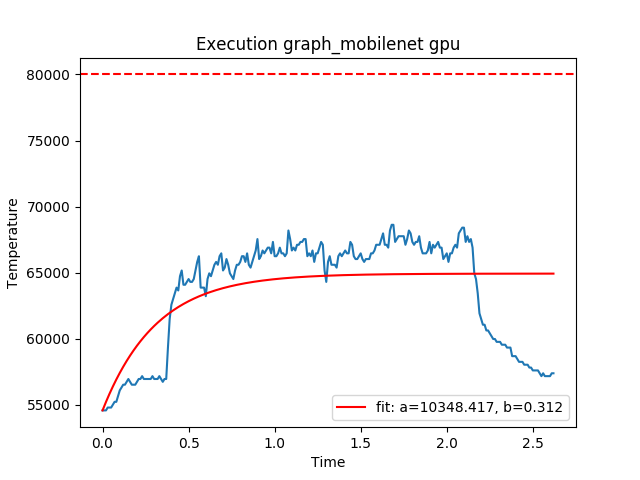 Execution graph_mobilenet gpu
80000
75000
70000
65000
60000
55000
Temperature
fit: a=10348.417, b=0.312
0.0 0.5 1.0 1.5 2.0 2.5
Time